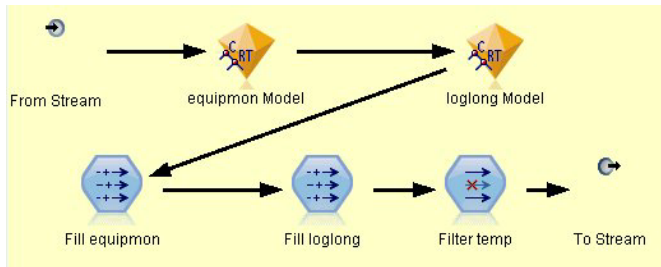 C
RT
C
RT
From Stream
equipmon Model
loglong Model
Fill equipmon
Fill loglong
Filter temp
To Stream